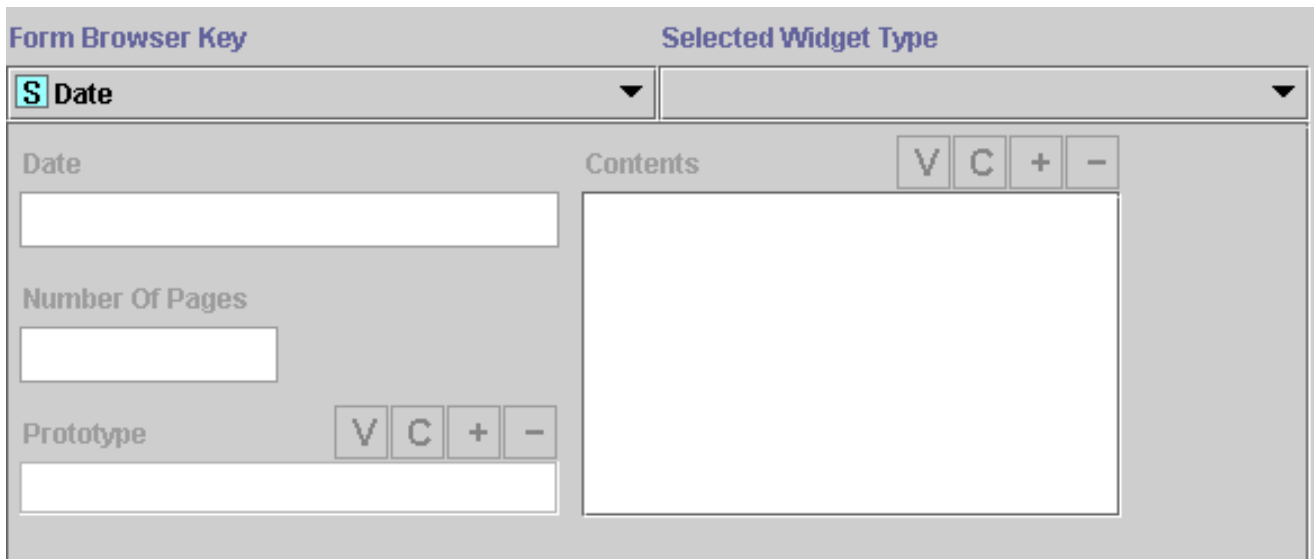 Form Browser Key Selected Widget Type
S Date
Date
Contents V C + −
Number Of Pages
Prototype V C + −